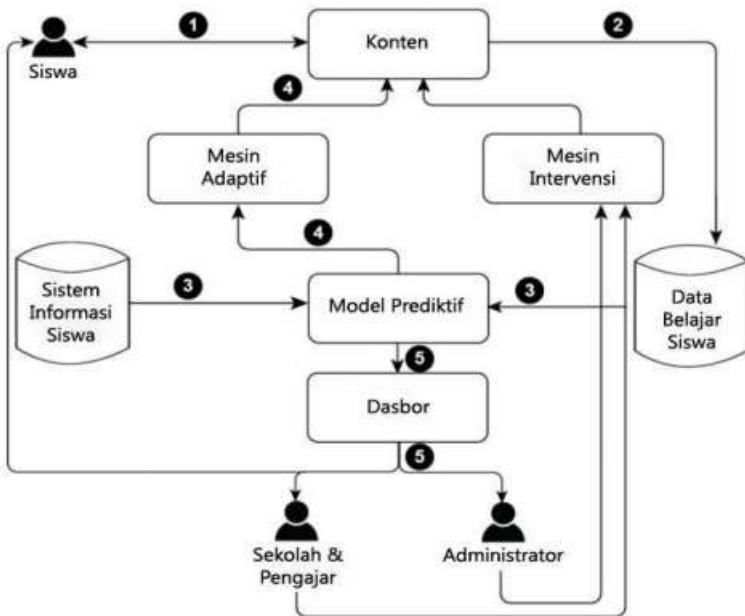 1
Konten
2
Siswa
4
Mesin
Adaptif
Mesin
Intervensi
4
Sistem
Informasi
Siswa
3
Model Prediktif
3
Data
Belajar
Siswa
5
Dasbor
5
Sekolah &
Pengajar
Administrator